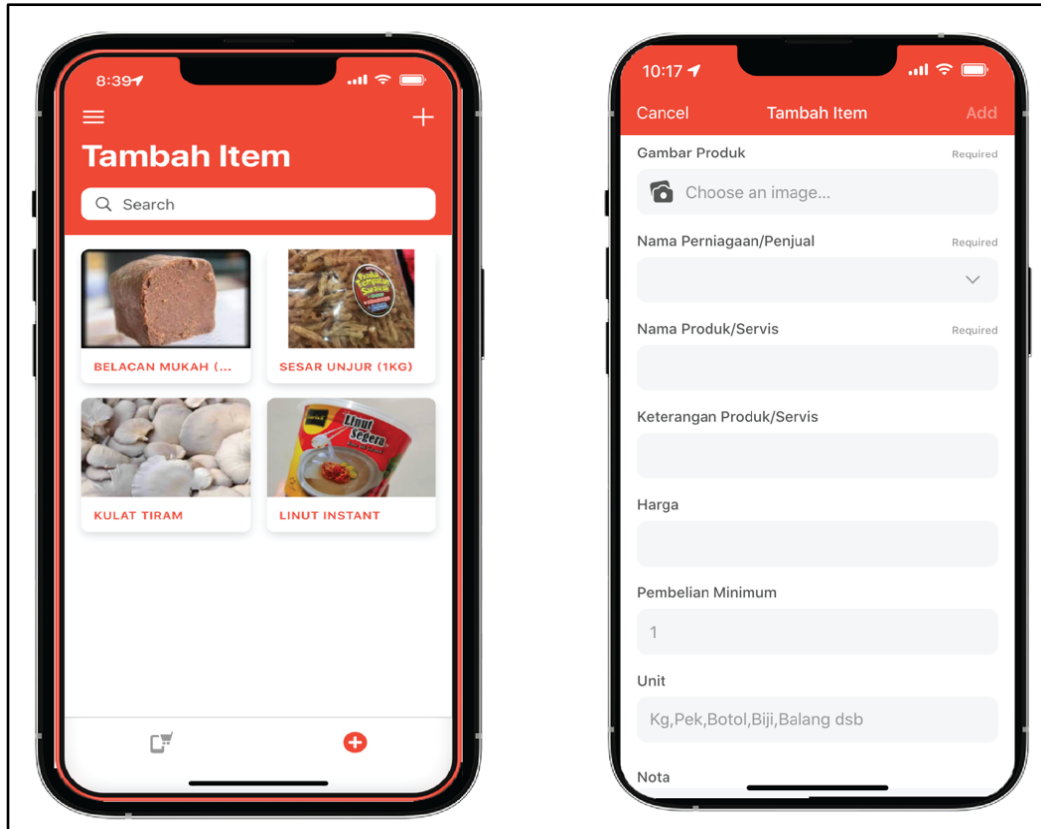 8:39
Tambah Item
Search
BELACAN MUKAH (...
SESAR UNJUR (1KG)
Linut
Segera
KULAT TIRAM
LINUT INSTANT
10:17
Cancel
Tambah Item
Add
Gambar Produk
Required
Choose an image...
Nama Perniagaan/Penjual
Required
Nama Produk/Servis
Required
Keterangan Produk/Servis
Harga
Pembelian Minimum
1
Unit
Kg,Pek,Botol,Biji,Balang dsb
Nota